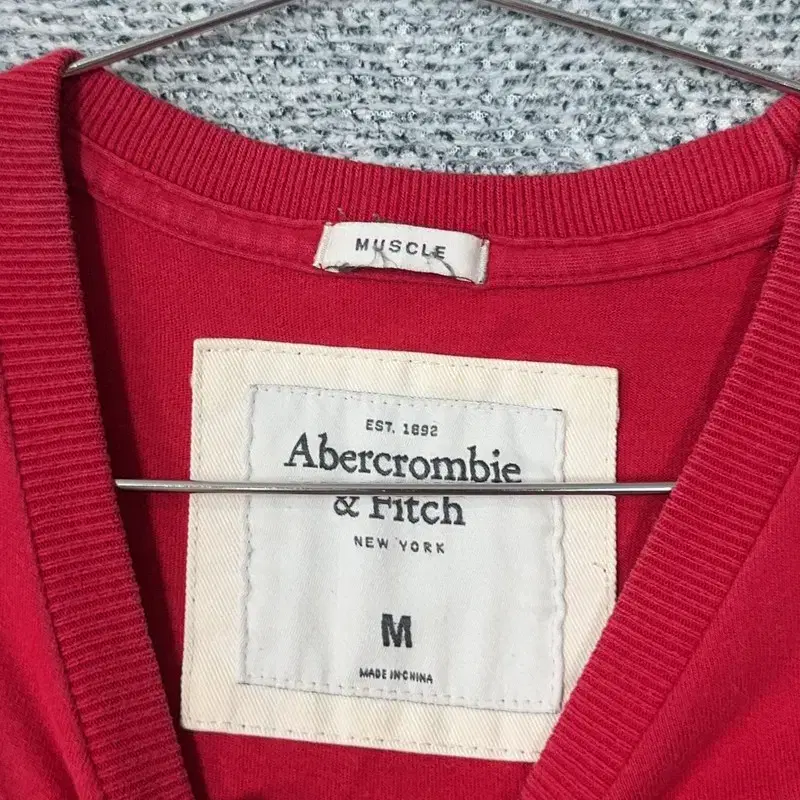 MUSCLE
EST. 1892
Abercrombie
& Fitch
NEW YORK
M
MADE IN CHINA